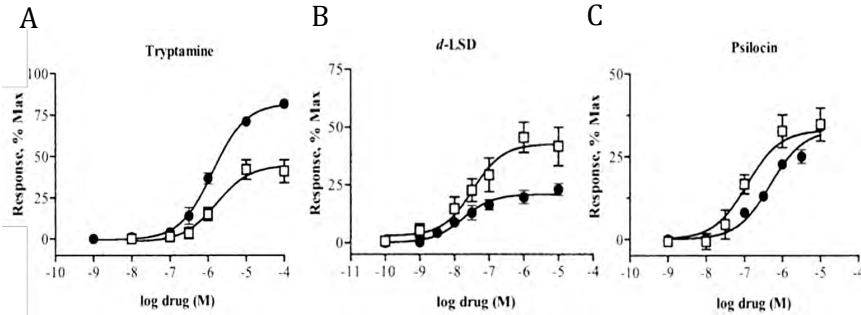 A
Tryptamine
Response, % Max
100
75
50
25
0
-10 -9 -8 -7 -6 -5 -4
log drug (M)
B
d-LSD
Response, % Max
75
50
25
0
-11 -10 -9 -8 -7 -6 -5 -4
log drug (M)
C
Psilocin
Response, % Max
50
25
0
-10 -9 -8 -7 -6 -5 -4
log drug (M)